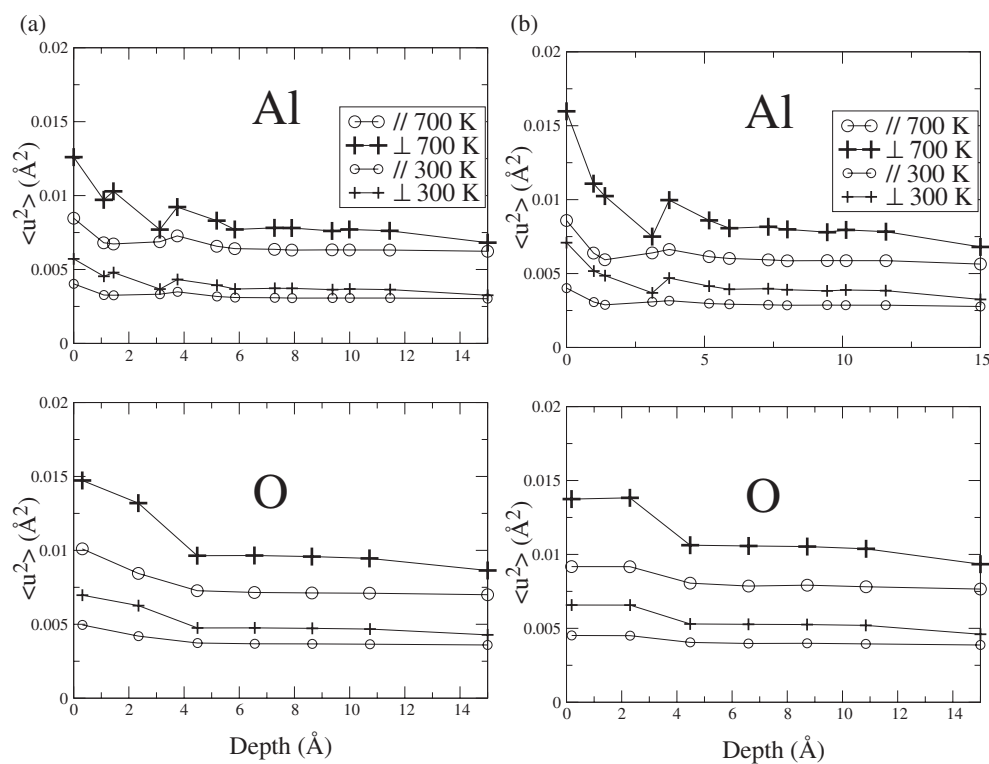 (a)
0.02
0.015
0.01
0.005
0
<u²> (Å²)
Al
// 700 K
⊥ 700 K
// 300 K
⊥ 300 K
0 2 4 6 8 10 12 14
(b)
0.02
0.015
0.01
0.005
0
<u²> (Å²)
Al
// 700 K
⊥ 700 K
// 300 K
⊥ 300 K
0 5 10 15
0.02
0.015
0.01
0.005
0
<u²> (Å²)
O
0 2 4 6 8 10 12 14
Depth (Å)
0.02
0.015
0.01
0.005
0
<u²> (Å²)
O
0 2 4 6 8 10 12 14
Depth (Å)